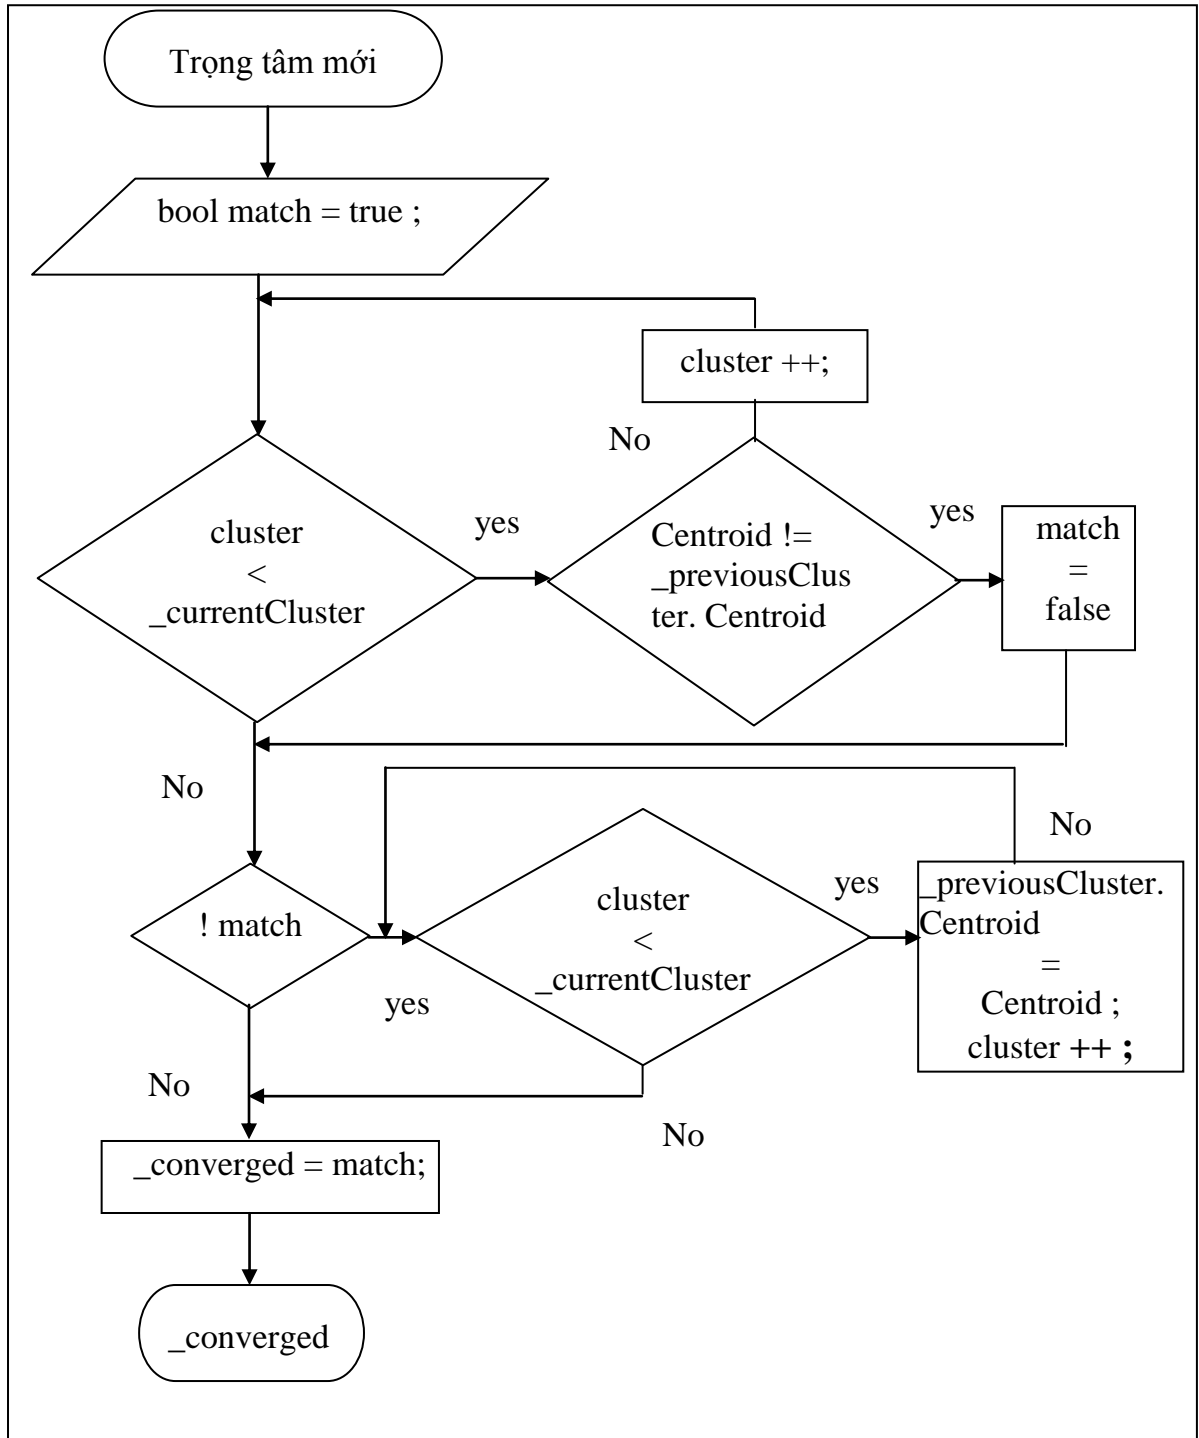 Trọng tâm mới
bool match = true ;
cluster ++;
No
cluster
<
_currentCluster
yes
Centroid !=
_previousClus
ter. Centroid
yes
match
=
false
No
! match
yes
cluster
<
_currentCluster
yes
No
_previousCluster.
Centroid
=
Centroid ;
cluster ++ ;
No
No
_converged = match;
_converged